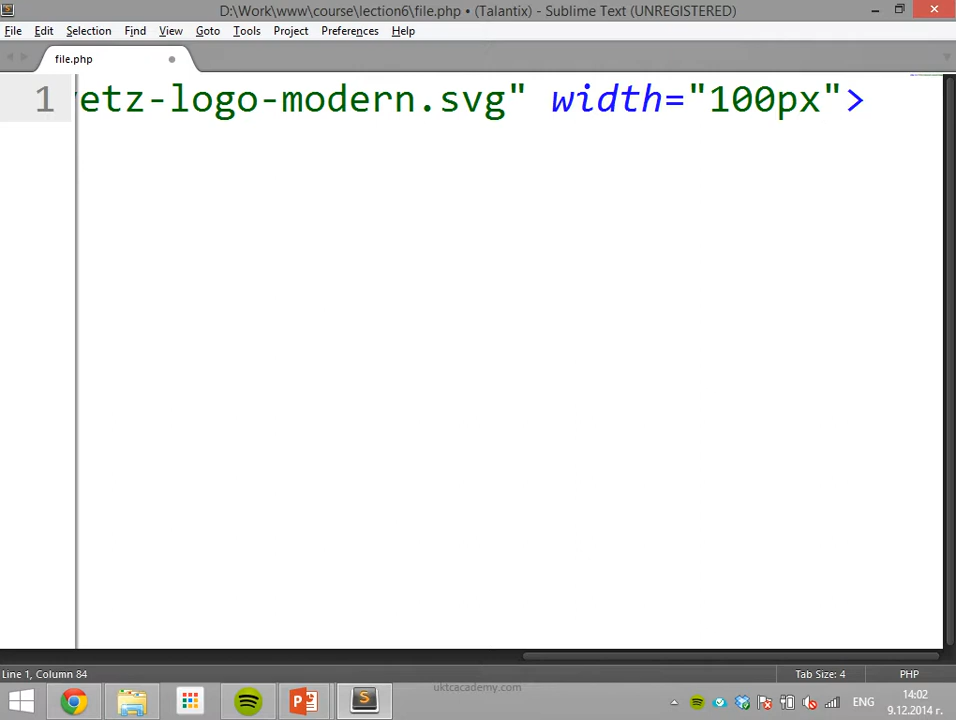 D:\Work\www\course\lection6\file.php • (Talantix) - Sublime Text (UNREGISTERED)
File Edit Selection Find View Goto Tools Project Preferences Help
file.php
1 etz-logo-modern.svg" width="100px">
Line 1, Column 84 Tab Size: 4 PHP
uktcacademy.com
ЕНГ 14:02
9.12.2014 г.